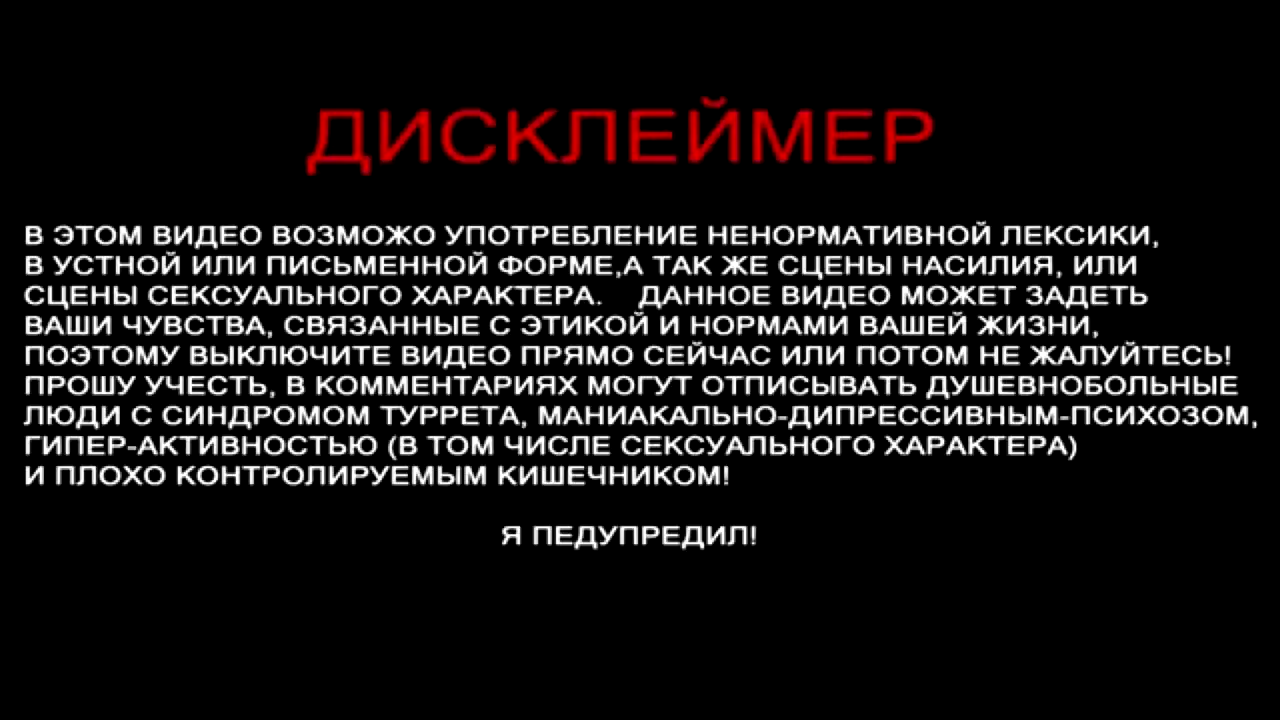 ДИСКЛЕЙМЕР
В ЭТОМ ВИДЕО ВОЗМОЖО УПОТРЕБЛЕНИЕ НЕНОРМАТИВНОЙ ЛЕКСИКИ,
В УСТНОЙ ИЛИ ПИСЬМЕННОЙ ФОРМЕ,А ТАК ЖЕ СЦЕНЫ НАСИЛИЯ, ИЛИ
СЦЕНЫ СЕКСУАЛЬНОГО ХАРАКТЕРА. ДАННОЕ ВИДЕО МОЖЕТ ЗАДЕТЬ
ВАШИ ЧУВСТВА, СВЯЗАННЫЕ С ЭТИКОЙ И НОРМАМИ ВАШЕЙ ЖИЗНИ,
ПОЭТОМУ ВЫКЛЮЧИТЕ ВИДЕО ПРЯМО СЕЙЧАС ИЛИ ПОТОМ НЕ ЖАЛУЙТЕСЬ!
ПРОШУ УЧЕСТЬ, В КОММЕНТАРИЯХ МОГУТ ОТПИСЫВАТЬ ДУШЕВНОБОЛЬНЫЕ
ЛЮДИ С СИНДРОМОМ ТУРРЕТА, МАНИАКАЛЬНО-ДИПРЕССИВНЫМ-ПСИХОЗОМ,
ГИПЕР-АКТИВНОСТЬЮ (В ТОМ ЧИСЛЕ СЕКСУАЛЬНОГО ХАРАКТЕРА)
И ПЛОХО КОНТРОЛИРУЕМЫМ КИШЕЧНИКОМ!
Я ПЕДУПРЕДИЛ!